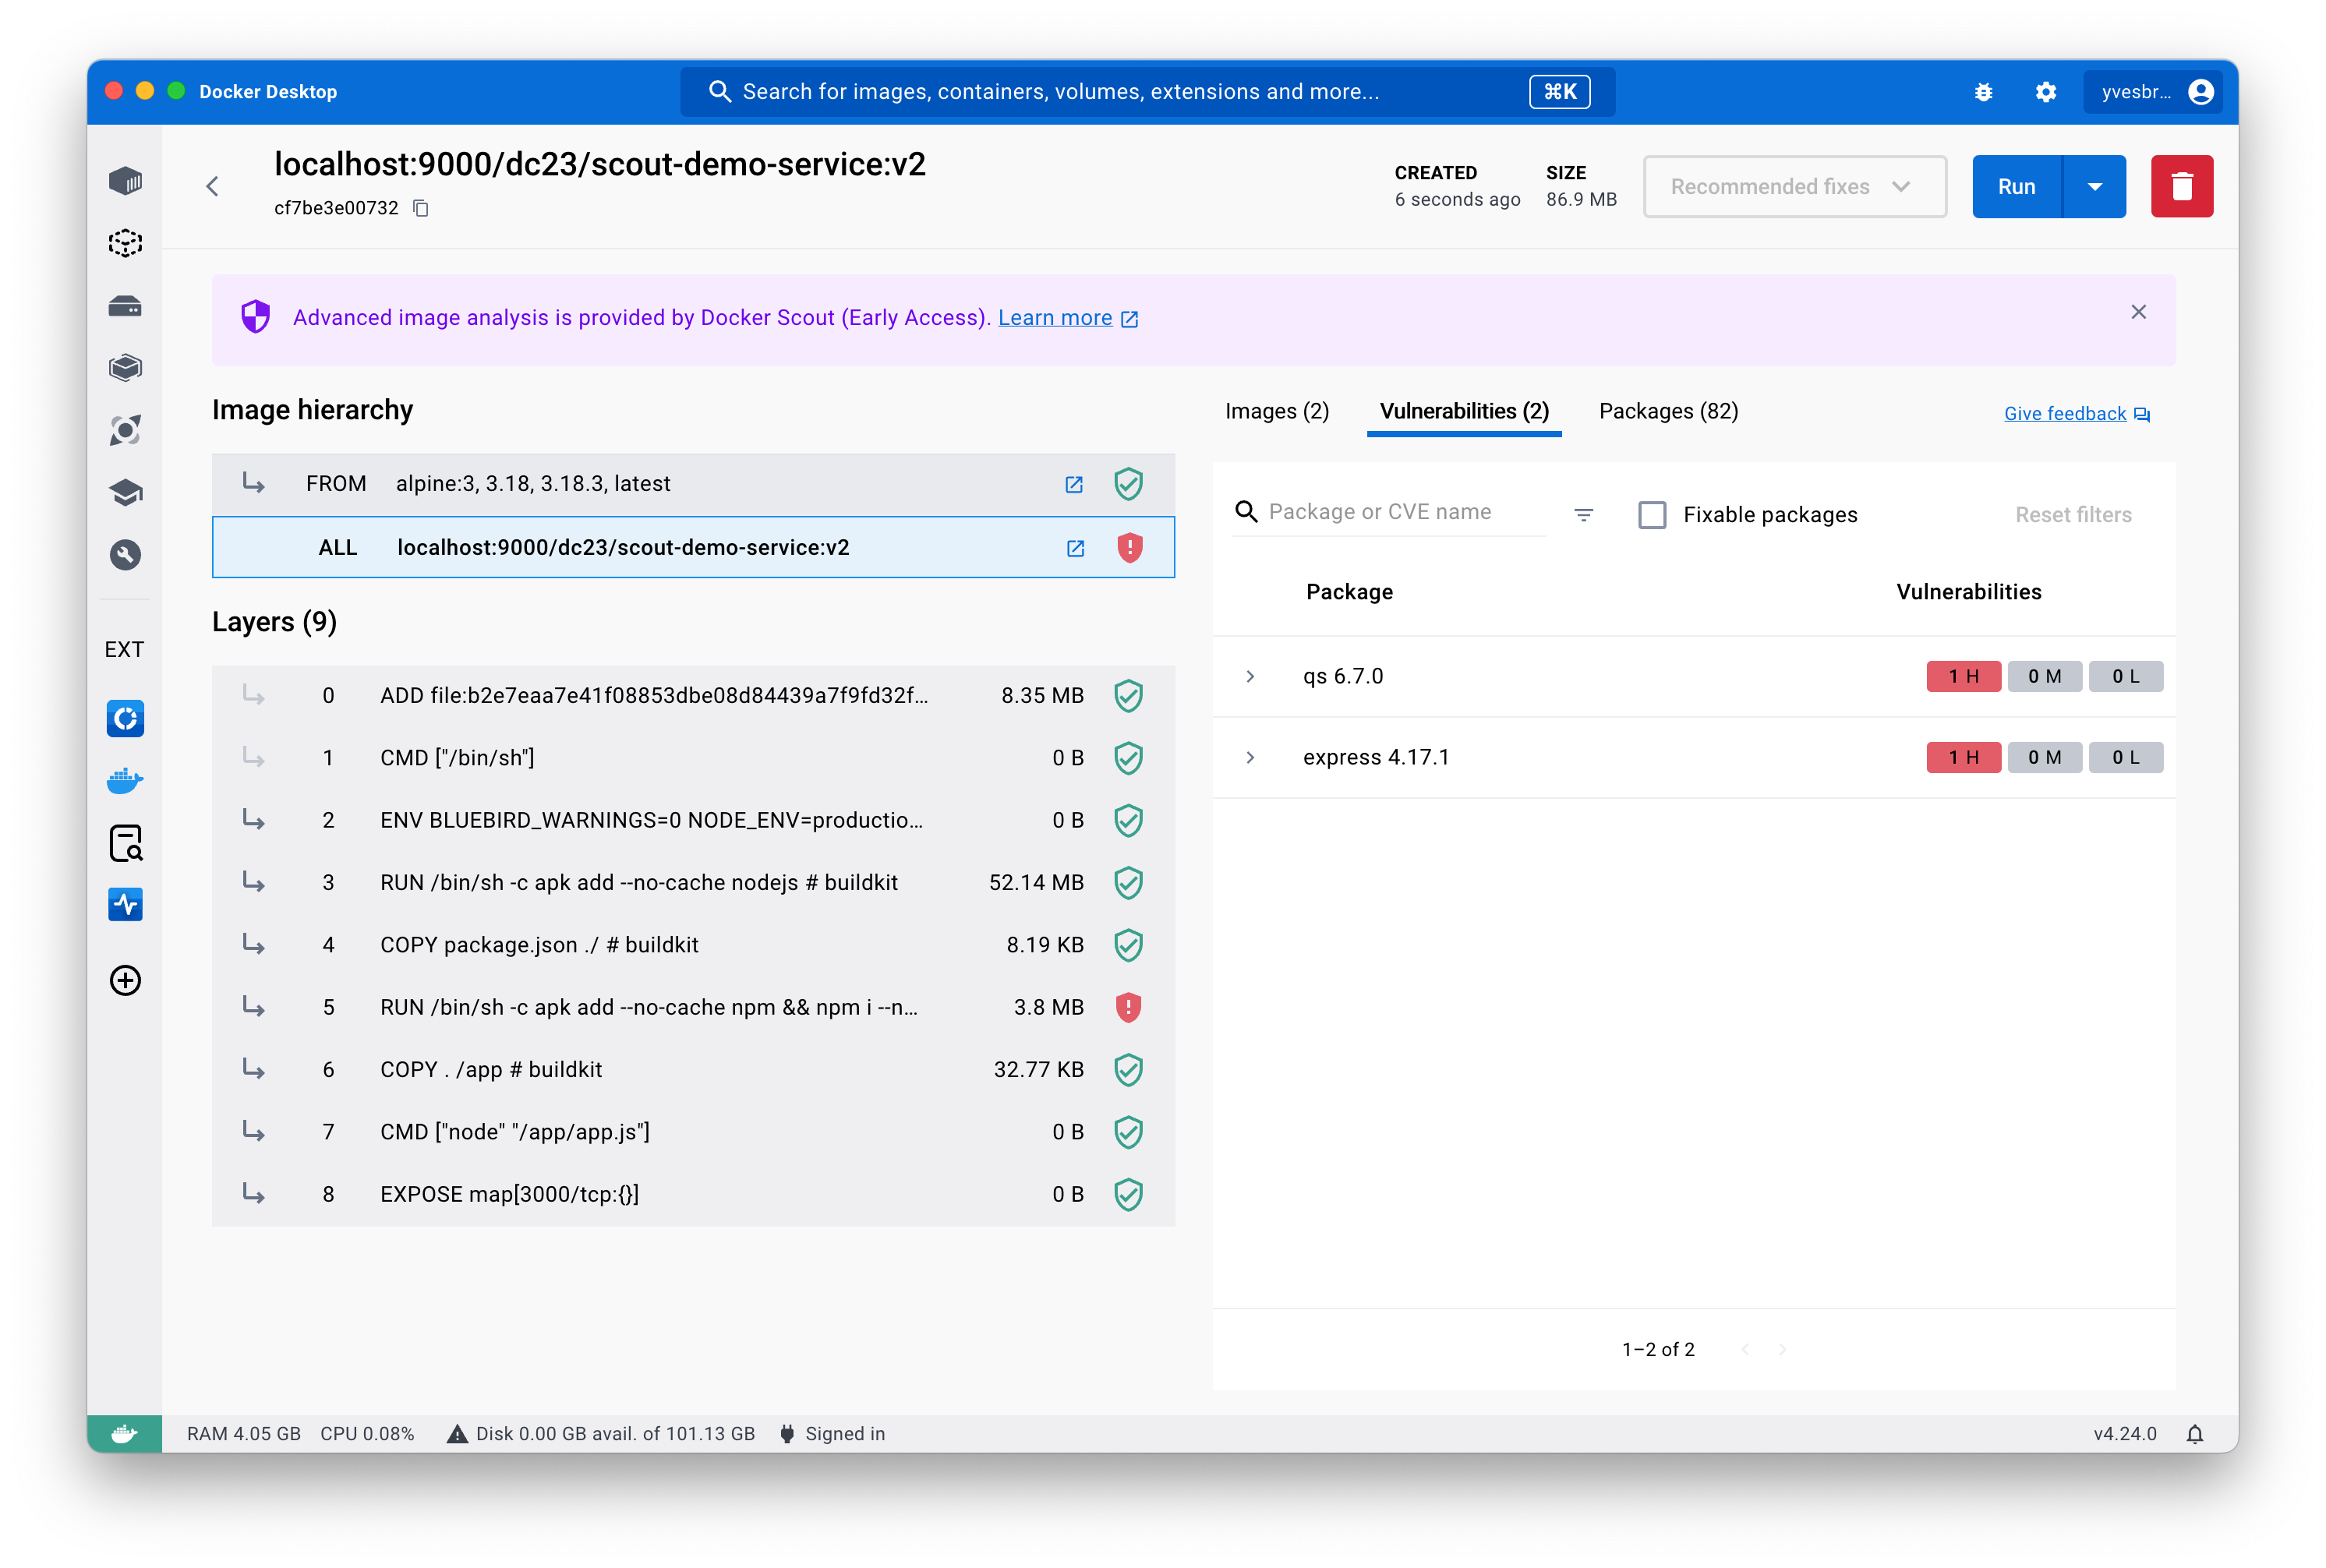 Docker Desktop
Search for images, containers, volumes, extensions and more...
⌘K
yvesbr...
localhost:9000/dc23/scout-demo-service:v2
cf7be3e00732
CREATED
6 seconds ago
SIZE
86.9 MB
Recommended fixes
Run
Advanced image analysis is provided by Docker Scout (Early Access). Learn more
Image hierarchy
FROM alpine:3, 3.18, 3.18.3, latest
ALL localhost:9000/dc23/scout-demo-service:v2
Layers (9)
0 ADD file:b2e7eaa7e41f08853dbe08d84439a7f9fd32f... 8.35 MB
1 CMD ["/bin/sh"] 0 B
2 ENV BLUEBIRD_WARNINGS=0 NODE_ENV=productio... 0 B
3 RUN /bin/sh -c apk add --no-cache nodejs # buildkit 52.14 MB
4 COPY package.json ./ # buildkit 8.19 KB
5 RUN /bin/sh -c apk add --no-cache npm && npm i --n... 3.8 MB
6 COPY . /app # buildkit 32.77 KB
7 CMD ["node" "/app/app.js"] 0 B
8 EXPOSE map[3000/tcp:{}] 0 B
EXT
Images (2) Vulnerabilities (2) Packages (82)
Give feedback
Package or CVE name
Fixable packages
Reset filters
Package Vulnerabilities
qs 6.7.0 1 H 0 M 0 L
express 4.17.1 1 H 0 M 0 L
1–2 of 2
RAM 4.05 GB CPU 0.08% Disk 0.00 GB avail. of 101.13 GB Signed in
v4.24.0